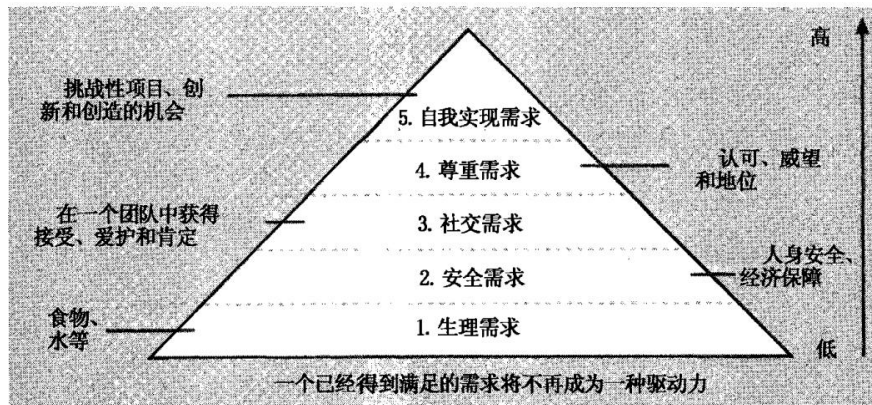 高
挑战性项目、创
新和创造的机会
5. 自我实现需求
4. 尊重需求
认可、威望
和地位
在一个团队中获得
接受、爱护和肯定
3. 社交需求
2. 安全需求
人身安全、
经济保障
食物、
水等
1. 生理需求
低
一个已经得到满足的需求将不再成为一种驱动力